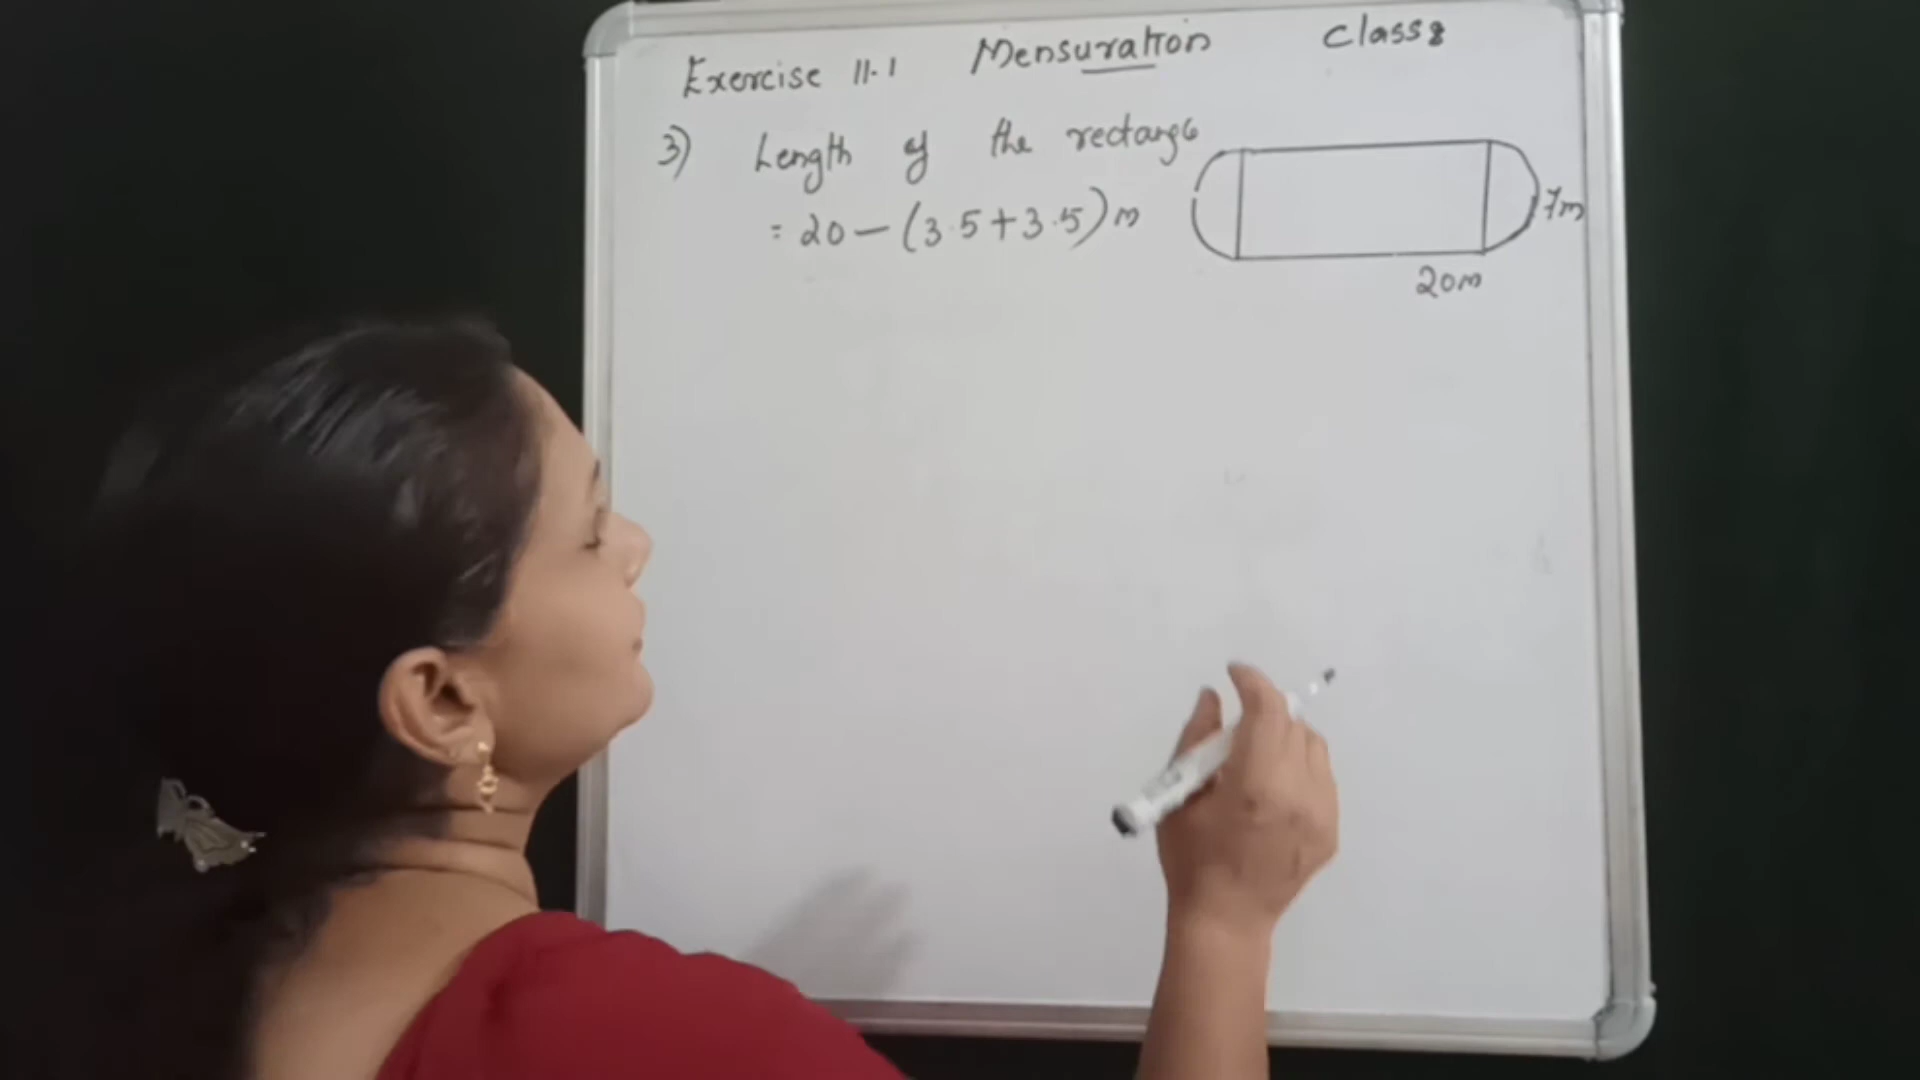 Exercise 11.1 Mensuration Class 8
3) Length of the rectangle
= 20 - (3.5 + 3.5) m
7m
20m